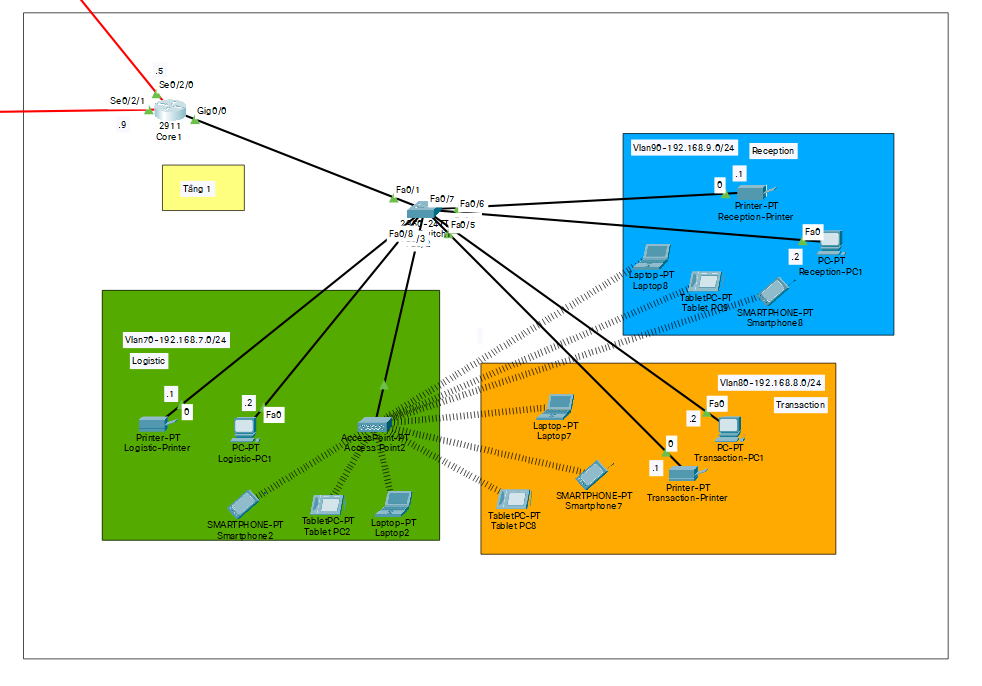 .5
Se0/2/0
Se0/2/1
Gig0/0
.9
2911
Core1
Tầng 1
Fa0/1
Fa0/7
Fa0/6
Fa0/5
Fa0/8
/3
Vlan90-192.168.9.0/24
Reception
.1
0
Printer-PT
Reception-Printer
Fa0
.2
PC-PT
Reception-PC1
Laptop-PT
Laptop8
TabletPC-PT
Tablet PC9
SMARTPHONE-PT
Smartphone8
Vlan70-192.168.7.0/24
Logistic
.1
0
Printer-PT
Logistic-Printer
.2
Fa0
PC-PT
Logistic-PC1
AccessPoint-PT
Access Point2
SMARTPHONE-PT
Smartphone2
TabletPC-PT
Tablet PC2
Laptop-PT
Laptop2
Vlan80-192.168.8.0/24
Transaction
Fa0
.2
PC-PT
Transaction-PC1
0
.1
Printer-PT
Transaction-Printer
Laptop-PT
Laptop7
SMARTPHONE-PT
Smartphone7
TabletPC-PT
Tablet PC8